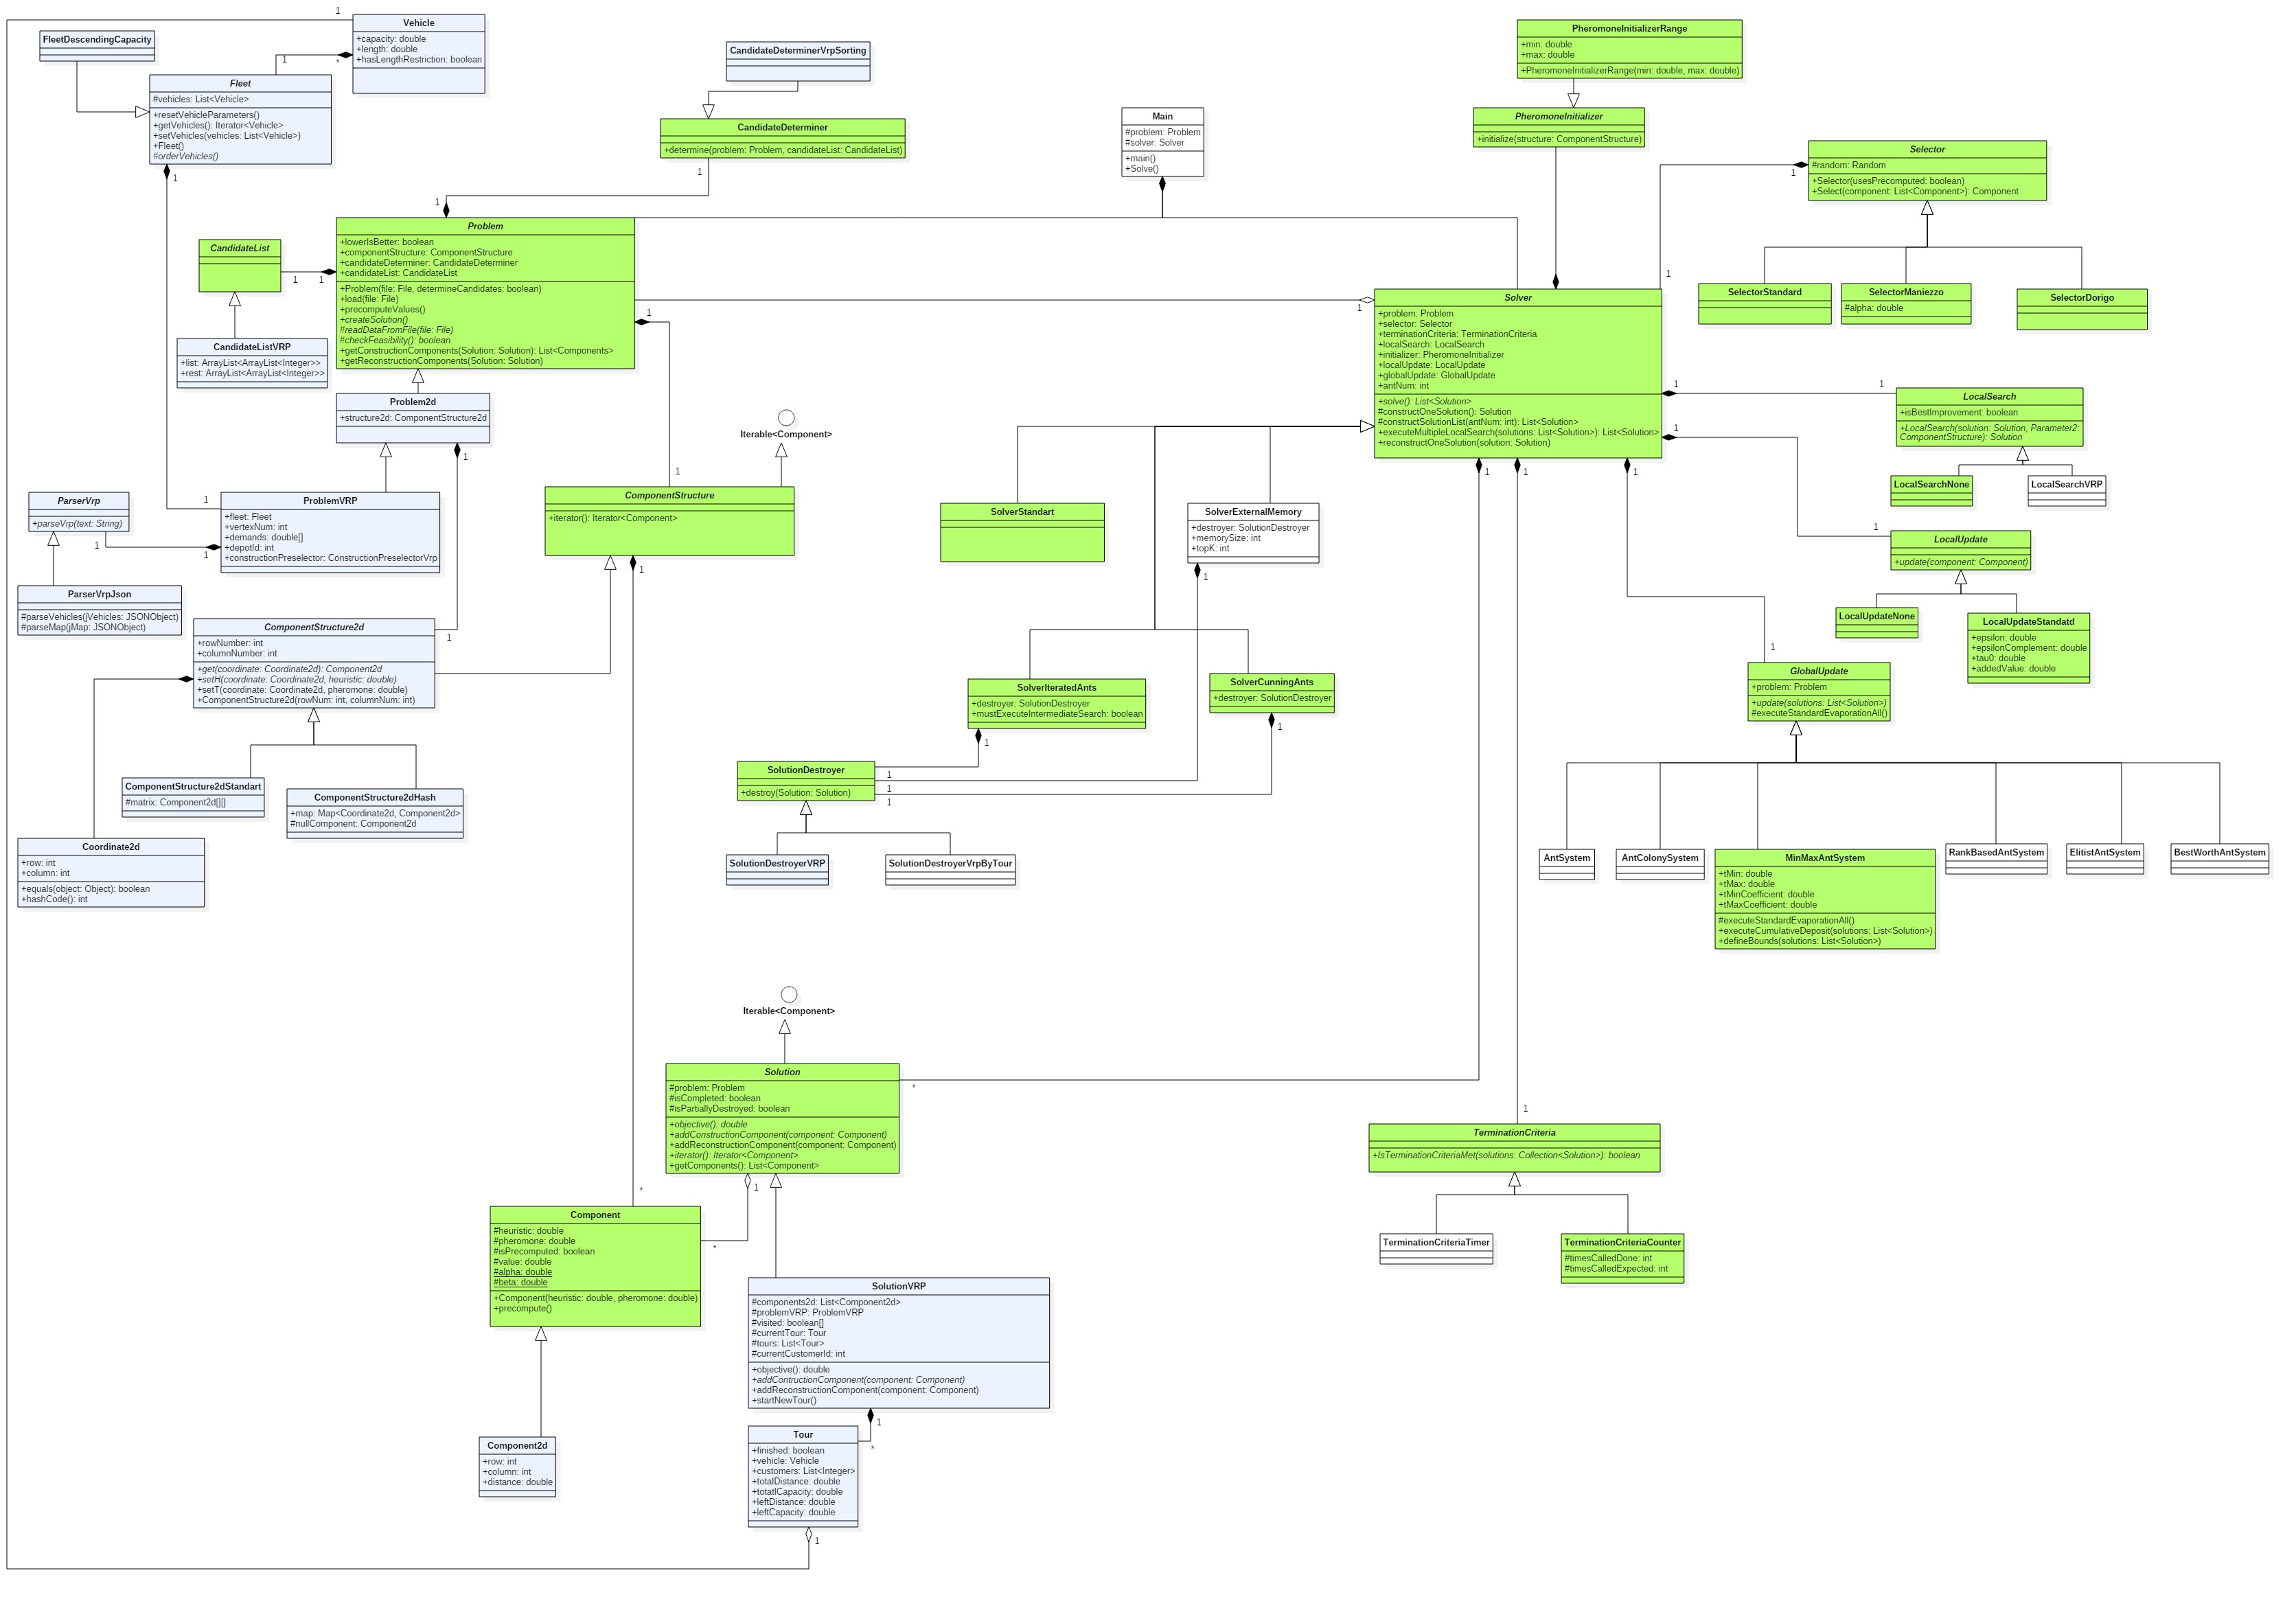 1
Vehicle
+capacity: double
+length: double
+hasLengthRestriction: boolean
FleetDescendingCapacity
1
*
Fleet
#vehicles: List<Vehicle>
+resetVehicleParameters()
+getVehicles(): Iterator<Vehicle>
+setVehicles(vehicles: List<Vehicle>)
+Fleet()
#orderVehicles()
1
CandidateDeterminerVrpSorting
CandidateDeterminer
+determine(problem: Problem, candidateList: CandidateList)
1
1
Main
#problem: Problem
#solver: Solver
+main()
+Solve()
PheromoneInitializerRange
+min: double
+max: double
+PheromoneInitializerRange(min: double, max: double)
PheromoneInitializer
+initialize(structure: ComponentStructure)
Selector
#random: Random
+Selector(usesPrecomputed: boolean)
+Select(component: List<Component>): Component
1
1
SelectorStandard
SelectorManiezzo
#alpha: double
SelectorDorigo
CandidateList
1
1
Problem
+lowerIsBetter: boolean
+componentStructure: ComponentStructure
+candidateDeterminer: CandidateDeterminer
+candidateList: CandidateList
+Problem(file: File, determineCandidates: boolean)
+load(file: File)
+precomputeValues()
+createSolution()
#readDataFromFile(file: File)
#checkFeasibility(): boolean
+getConstructionComponents(Solution: Solution): List<Components>
+getReconstructionComponents(Solution: Solution)
1
1
CandidateListVRP
+list: ArrayList<ArrayList<Integer>>
+rest: ArrayList<ArrayList<Integer>>
Problem2d
+structure2d: ComponentStructure2d
1
1
Solver
+problem: Problem
+selector: Selector
+terminationCriteria: TerminationCriteria
+localSearch: LocalSearch
+initializer: PheromoneInitializer
+localUpdate: LocalUpdate
+globalUpdate: GlobalUpdate
+antNum: int
+solve(): List<Solution>
#constructOneSolution(): Solution
#constructSolutionList(antNum: int): List<Solution>
+executeMultipleLocalSearch(solutions: List<Solution>): List<Solution>
+reconstructOneSolution(solution: Solution)
1
1
1
1
1
1
LocalSearch
+isBestImprovement: boolean
+LocalSearch(solution: Solution, Parameter2:
ComponentStructure): Solution
LocalSearchNone
LocalSearchVRP
1
LocalUpdate
+update(component: Component)
LocalUpdateNone
LocalUpdateStandatd
+epsilon: double
+epsilonComplement: double
+tau0: double
+addedValue: double
Iterable<Component>
ComponentStructure
+iterator(): Iterator<Component>
1
ParserVrp
+parseVrp(text: String)
1
1
ProblemVRP
+fleet: Fleet
+vertexNum: int
+demands: double[]
+depotId: int
+constructionPreselector: ConstructionPreselectorVrp
1
ParserVrpJson
#parseVehicles(jVehicles: JSONObject)
#parseMap(jMap: JSONObject)
ComponentStructure2d
+rowNumber: int
+columnNumber: int
+get(coordinate: Coordinate2d): Component2d
+setH(coordinate: Coordinate2d, heuristic: double)
+setT(coordinate: Coordinate2d, pheromone: double)
+ComponentStructure2d(rowNum: int, columnNum: int)
1
SolverStandart
SolverExternalMemory
+destroyer: SolutionDestroyer
+memorySize: int
+topK: int
1
SolverIteratedAnts
+destroyer: SolutionDestroyer
+mustExecuteIntermediateSearch: boolean
1
SolverCunningAnts
+destroyer: SolutionDestroyer
1
1
GlobalUpdate
+problem: Problem
+update(solutions: List<Solution>)
#executeStandardEvaporationAll()
SolutionDestroyer
+destroy(Solution: Solution)
1
1
1
SolutionDestroyerVRP
SolutionDestroyerVrpByTour
ComponentStructure2dStandart
#matrix: Component2d[][]
ComponentStructure2dHash
+map: Map<Coordinate2d, Component2d>
#nullComponent: Component2d
Coordinate2d
+row: int
+column: int
+equals(object: Object): boolean
+hashCode(): int
AntSystem
AntColonySystem
MinMaxAntSystem
+tMin: double
+tMax: double
+tMinCoefficient: double
+tMaxCoefficient: double
#executeStandardEvaporationAll()
+executeCumulativeDeposit(solutions: List<Solution>)
+defineBounds(solutions: List<Solution>)
RankBasedAntSystem
ElitistAntSystem
BestWorthAntSystem
Iterable<Component>
Solution
#problem: Problem
#isCompleted: boolean
#isPartiallyDestroyed: boolean
+objective(): double
+addConstructionComponent(component: Component)
+addReconstructionComponent(component: Component)
+iterator(): Iterator<Component>
+getComponents(): List<Component>
*
1
*
*
1
TerminationCriteria
+IsTerminationCriteriaMet(solutions: Collection<Solution>): boolean
TerminationCriteriaTimer
TerminationCriteriaCounter
#timesCalledDone: int
#timesCalledExpected: int
Component
#heuristic: double
#pheromone: double
#isPrecomputed: boolean
#value: double
#alpha: double
#beta: double
+Component(heuristic: double, pheromone: double)
+precompute()
SolutionVRP
#components2d: List<Component2d>
#problemVRP: ProblemVRP
#visited: boolean[]
#currentTour: Tour
#tours: List<Tour>
#currentCustomerId: int
+objective(): double
+addContructionComponent(component: Component)
+addReconstructionComponent(component: Component)
+startNewTour()
1
*
Component2d
+row: int
+column: int
+distance: double
Tour
+finished: boolean
+vehicle: Vehicle
+customers: List<Integer>
+totalDistance: double
+totatlCapacity: double
+leftDistance: double
+leftCapacity: double
1